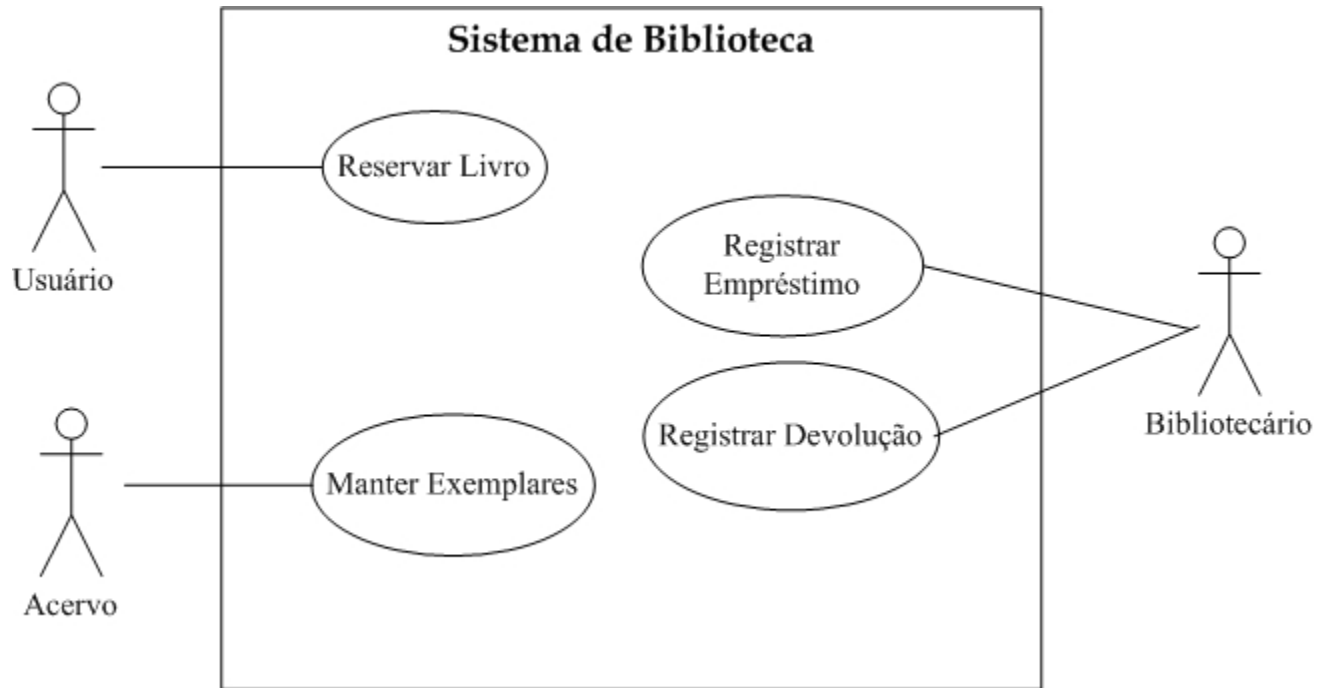 Sistema de Biblioteca
Reservar Livro
Usuário
Registrar
Empréstimo
Registrar Devolução
Bibliotecário
Manter Exemplares
Acervo